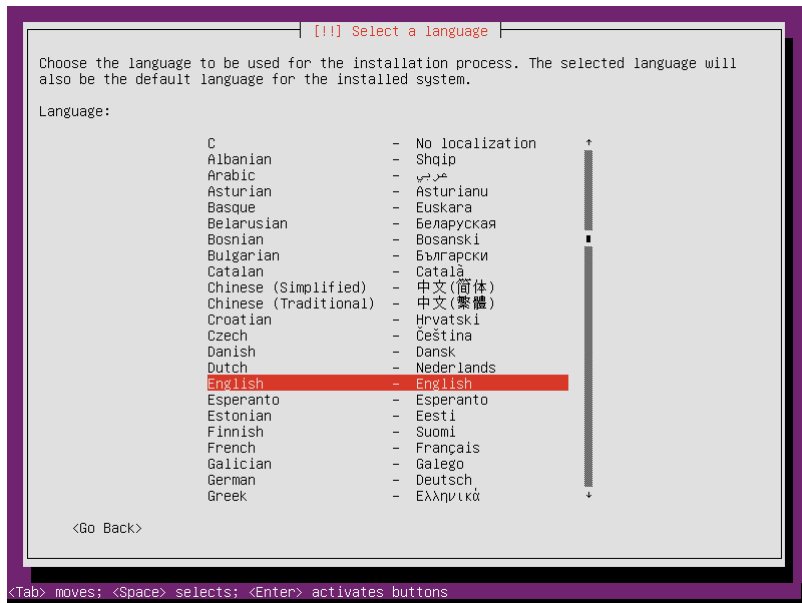 [!!] Select a language
Choose the language to be used for the installation process. The selected language will
also be the default language for the installed system.
Language:
C - No localization
Albanian - Shqip
Arabic - عربي
Asturian - Asturianu
Basque - Euskara
Belarusian - Беларуская
Bosnian - Bosanski
Bulgarian - Български
Catalan - Català
Chinese (Simplified) - 中文(简体)
Chinese (Traditional) - 中文(繁體)
Croatian - Hrvatski
Czech - Čeština
Danish - Dansk
Dutch - Nederlands
English - English
Esperanto - Esperanto
Estonian - Eesti
Finnish - Suomi
French - Français
Galician - Galego
German - Deutsch
Greek - Ελληνικά
<Go Back>
<Tab> moves; <Space> selects; <Enter> activates buttons